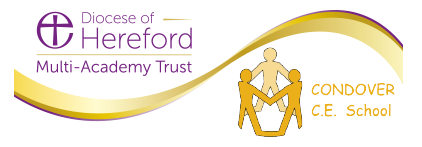 Diocese of
Hereford
Multi-Academy Trust
CONDOVER
C.E. School